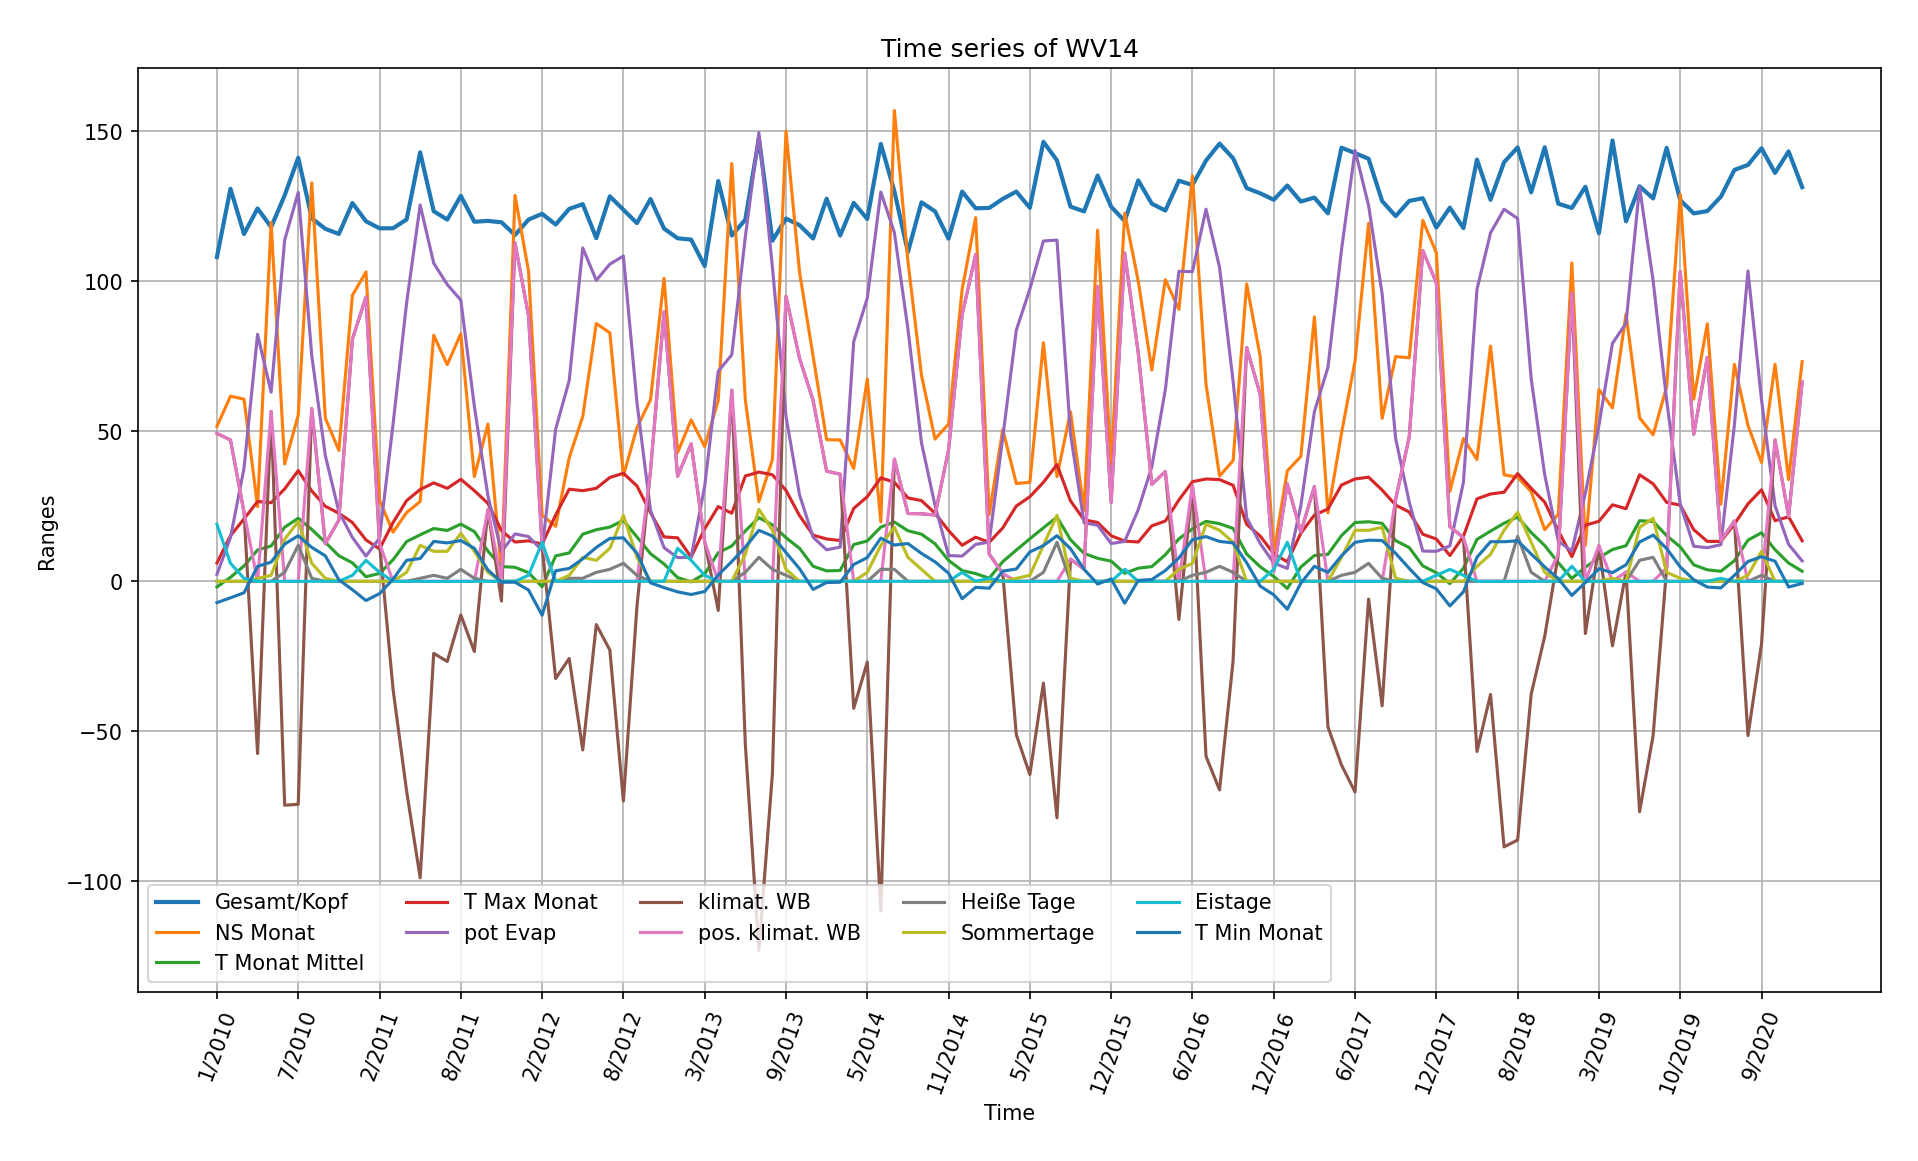 Time series of WV14
150
100
50
0
−50
−100
Ranges
Gesamt/Kopf
NS Monat
T Monat Mittel
T Max Monat
pot Evap
klimat. WB
pos. klimat. WB
Heiße Tage
Sommertage
Eistage
T Min Monat
1/2010
7/2010
2/2011
8/2011
2/2012
8/2012
3/2013
9/2013
5/2014
11/2014
5/2015
12/2015
6/2016
12/2016
6/2017
12/2017
8/2018
3/2019
10/2019
9/2020
Time